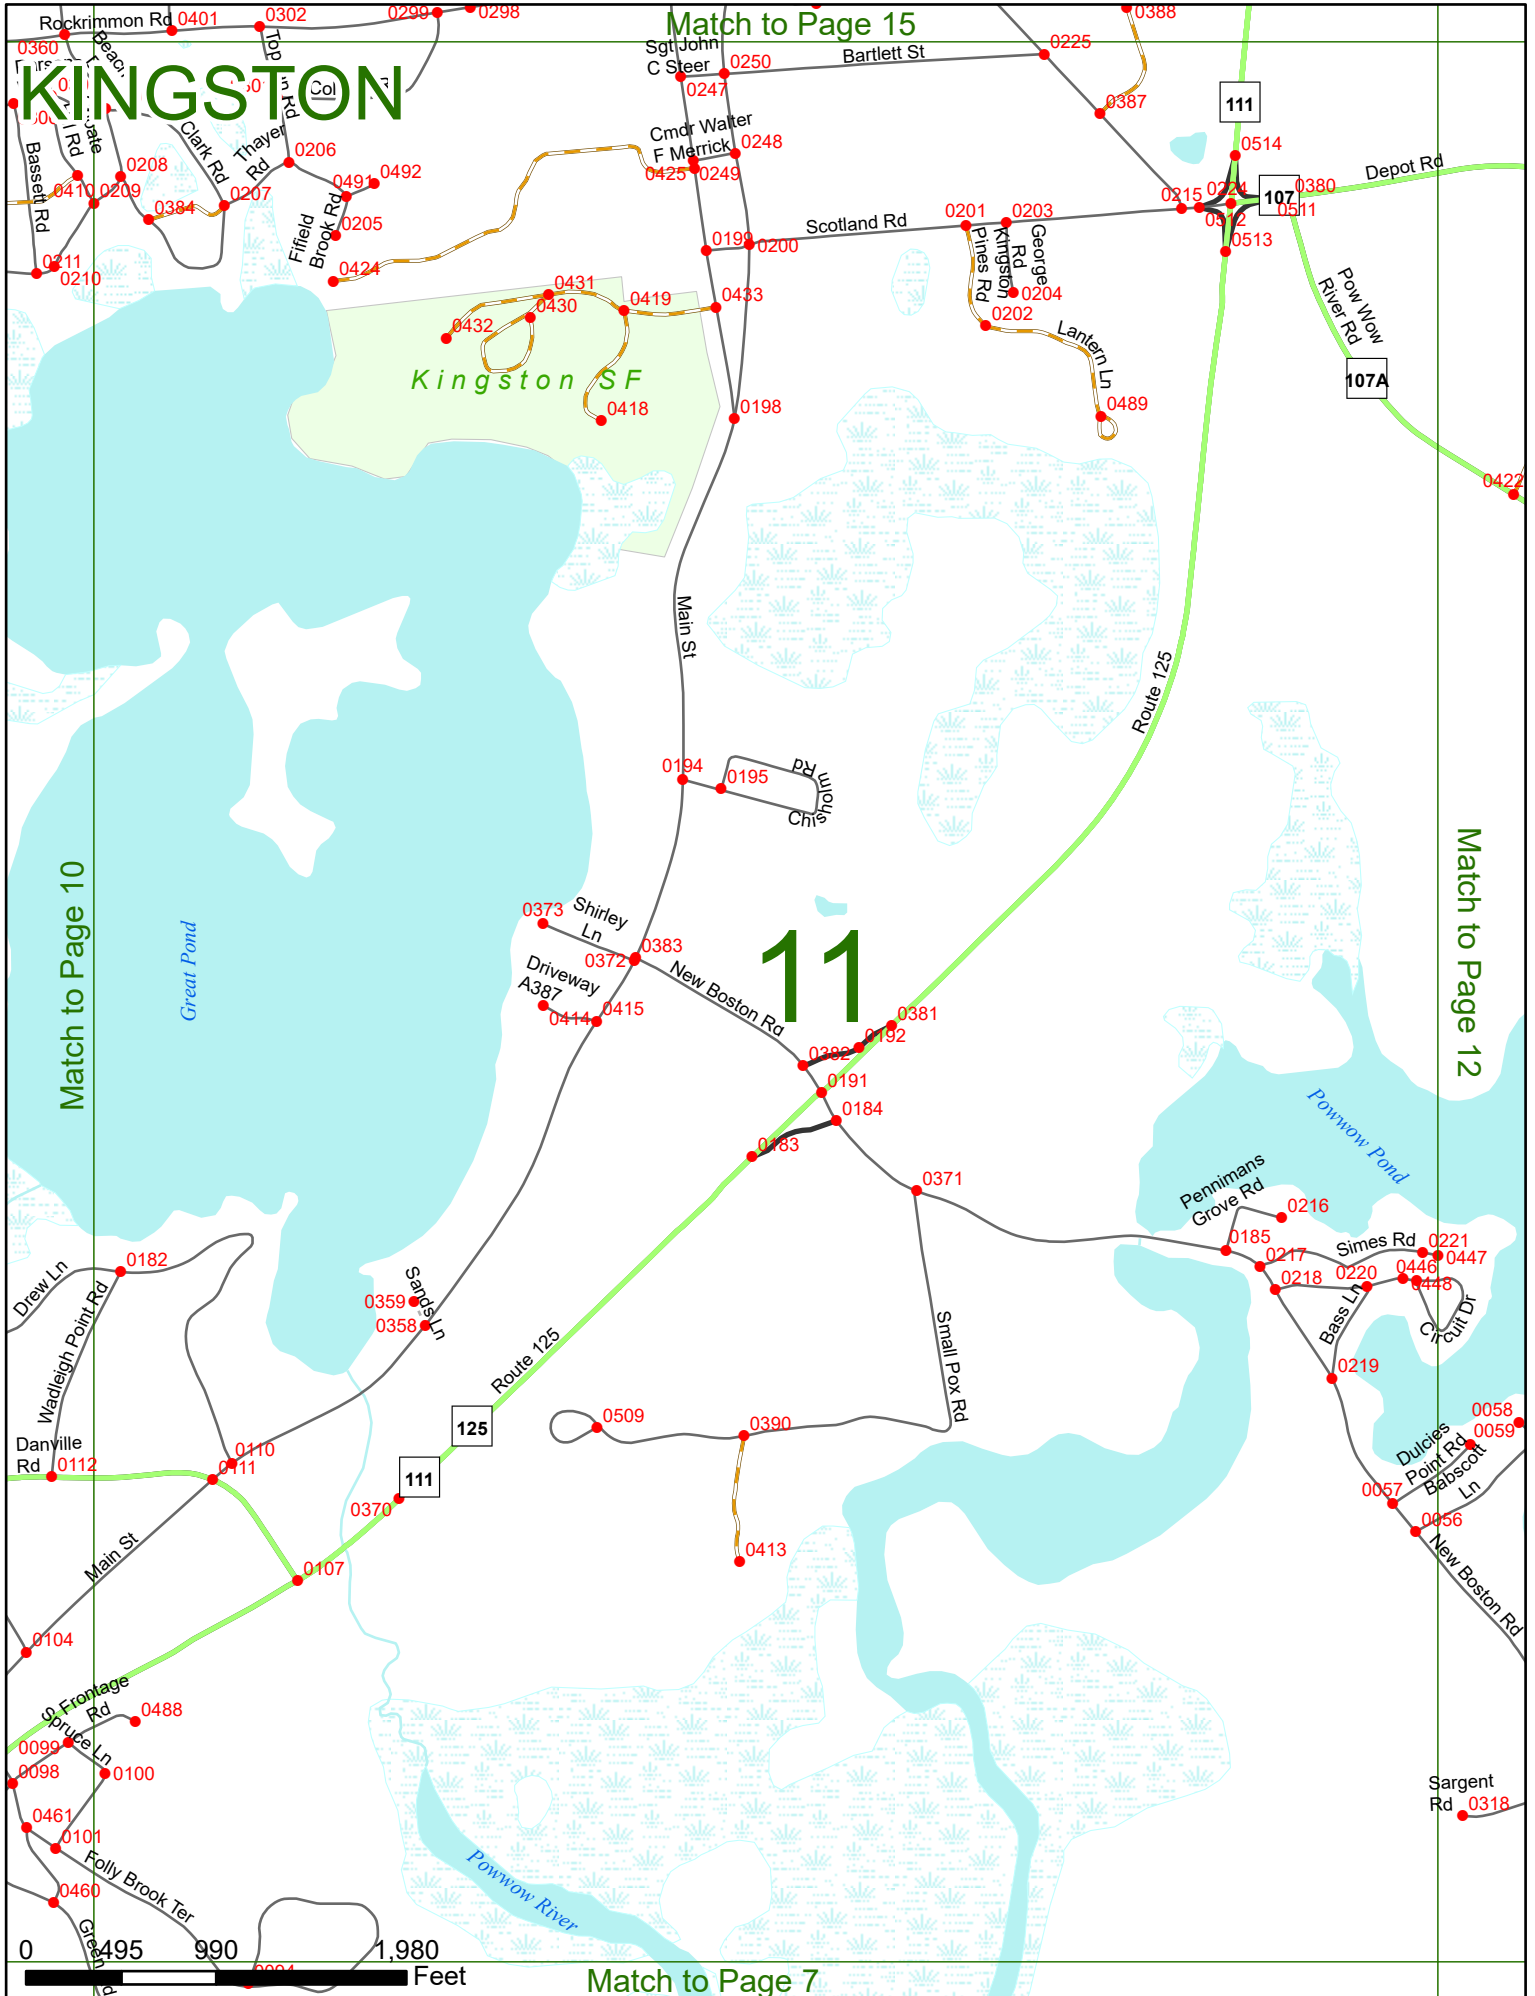 Match to Page 15
KINGSTON
Rockrimmon Rd
0401
0302
0299
0298
0388
0360
Sgt John
C Steer
0250
0247
Bartlett St
0225
0387
111
0514
Cmdr Walter
F Merrick
0248
0425
0249
Clark Rd
Thayer
Rd
0206
0491
0492
0208
Bassett Rd
0410
0209
0384
0207
Fifield
Brook Rd
0205
0424
0211
0210
0199
0200
Scotland Rd
0201
0203
0215
0224
107
0380
0511
0512
0513
Depot Rd
Pines Rd
Kingston
Rd
George
0204
0202
Lantern Ln
0489
Pow Wow
River Rd
107A
0422
0431
0430
0419
0433
0432
Kingston SF
0418
0198
Main St
Route 125
0194
0195
Chisholm Rd
Match to Page 10
Great Pond
0373
Shirley
Ln
0383
0372
Driveway
A387
0414
0415
New Boston Rd
11
0381
0192
0382
0191
0184
0183
0371
Match to Page 12
Powwow Pond
Pennimans
Grove Rd
0216
0185
0217
Simes Rd
0221
0447
0218
0220
0446
0448
Bass Ln
Circuit Dr
0219
Drew Ln
0182
Wadleigh Point Rd
Sands Ln
0359
0358
Small Pox Rd
Route 125
125
111
0509
0390
0058
0059
Dulcies
Point Rd
Babscott
Ln
0057
0056
New Boston Rd
Danville
Rd
0112
0110
0111
0370
0107
0413
Main St
0104
S Frontage
Rd
0488
Spruce Ln
0099
0098
0100
0461
0101
Folly Brook Ter
0460
Powwow River
Sargent
Rd
0318
0 495 990 1,980
Feet
Match to Page 7